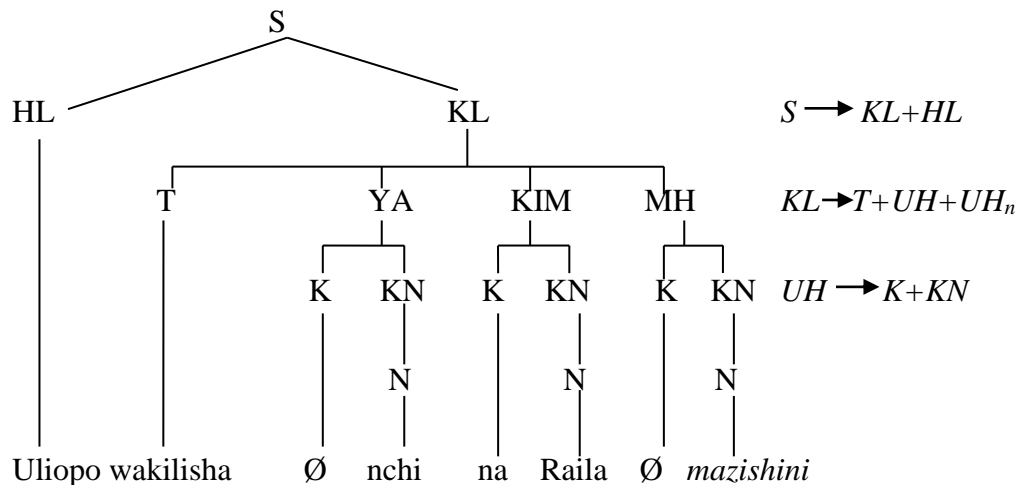 S
HL KL S → KL+HL
T YA KIM MH KL→T+UH+UHn
K KN K KN K KN UH → K+KN
N N N
Uliopo wakilisha Ø nchi na Raila Ø mazishini